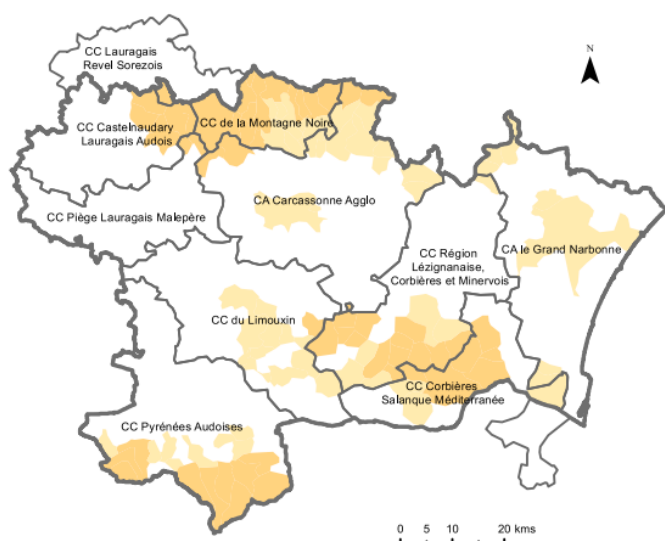 CC Lauragais
Revel Sorezois
N
CC Castelnaudary
Lauragais Audois
CC de la Montagne Noire
CC Piège Lauragais Malepère
CA Carcassonne Agglo
CC Région
Lézignanaise,
Corbières et Minervois
CA le Grand Narbonne
CC du Limouxin
CC Corbières
Salanque Méditerranée
CC Pyrénées Audoises
0 5 10 20 kms